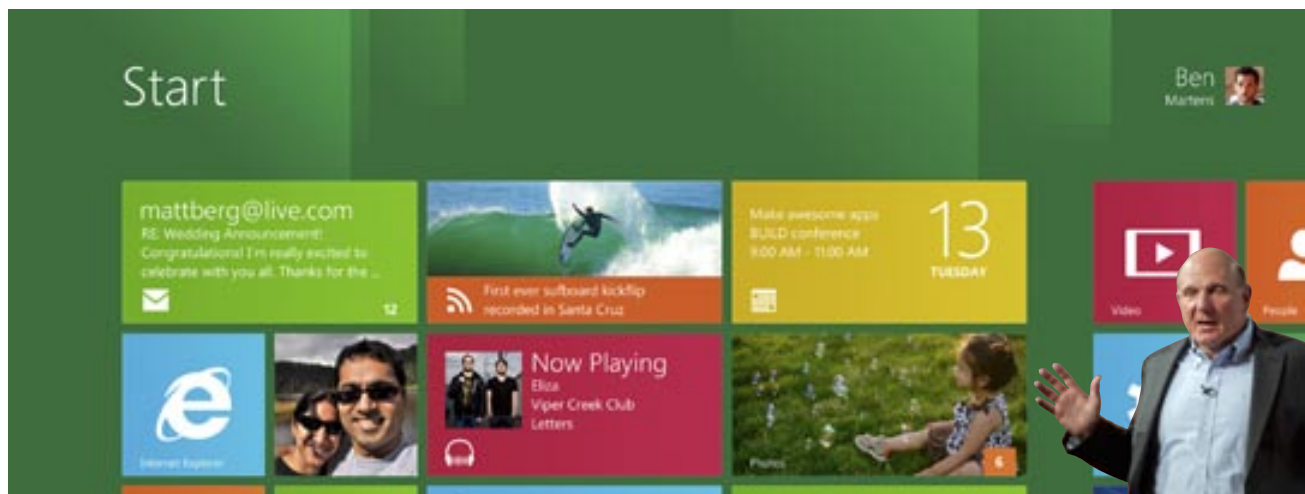 Start
Ben
Martens
mattberg@live.com
RE: Wedding Announcement!
Congratulations! I'm really excited to
celebrate with you all. Thanks for the ...
12
First ever sufboard kickflip
recorded in Santa Cruz
Make awesome apps
BUILD conference
9:00 AM - 11:00 AM
13
TUESDAY
Video
People
Internet Explorer
Now Playing
Eliza
Viper Creek Club
Letters
Photos
6